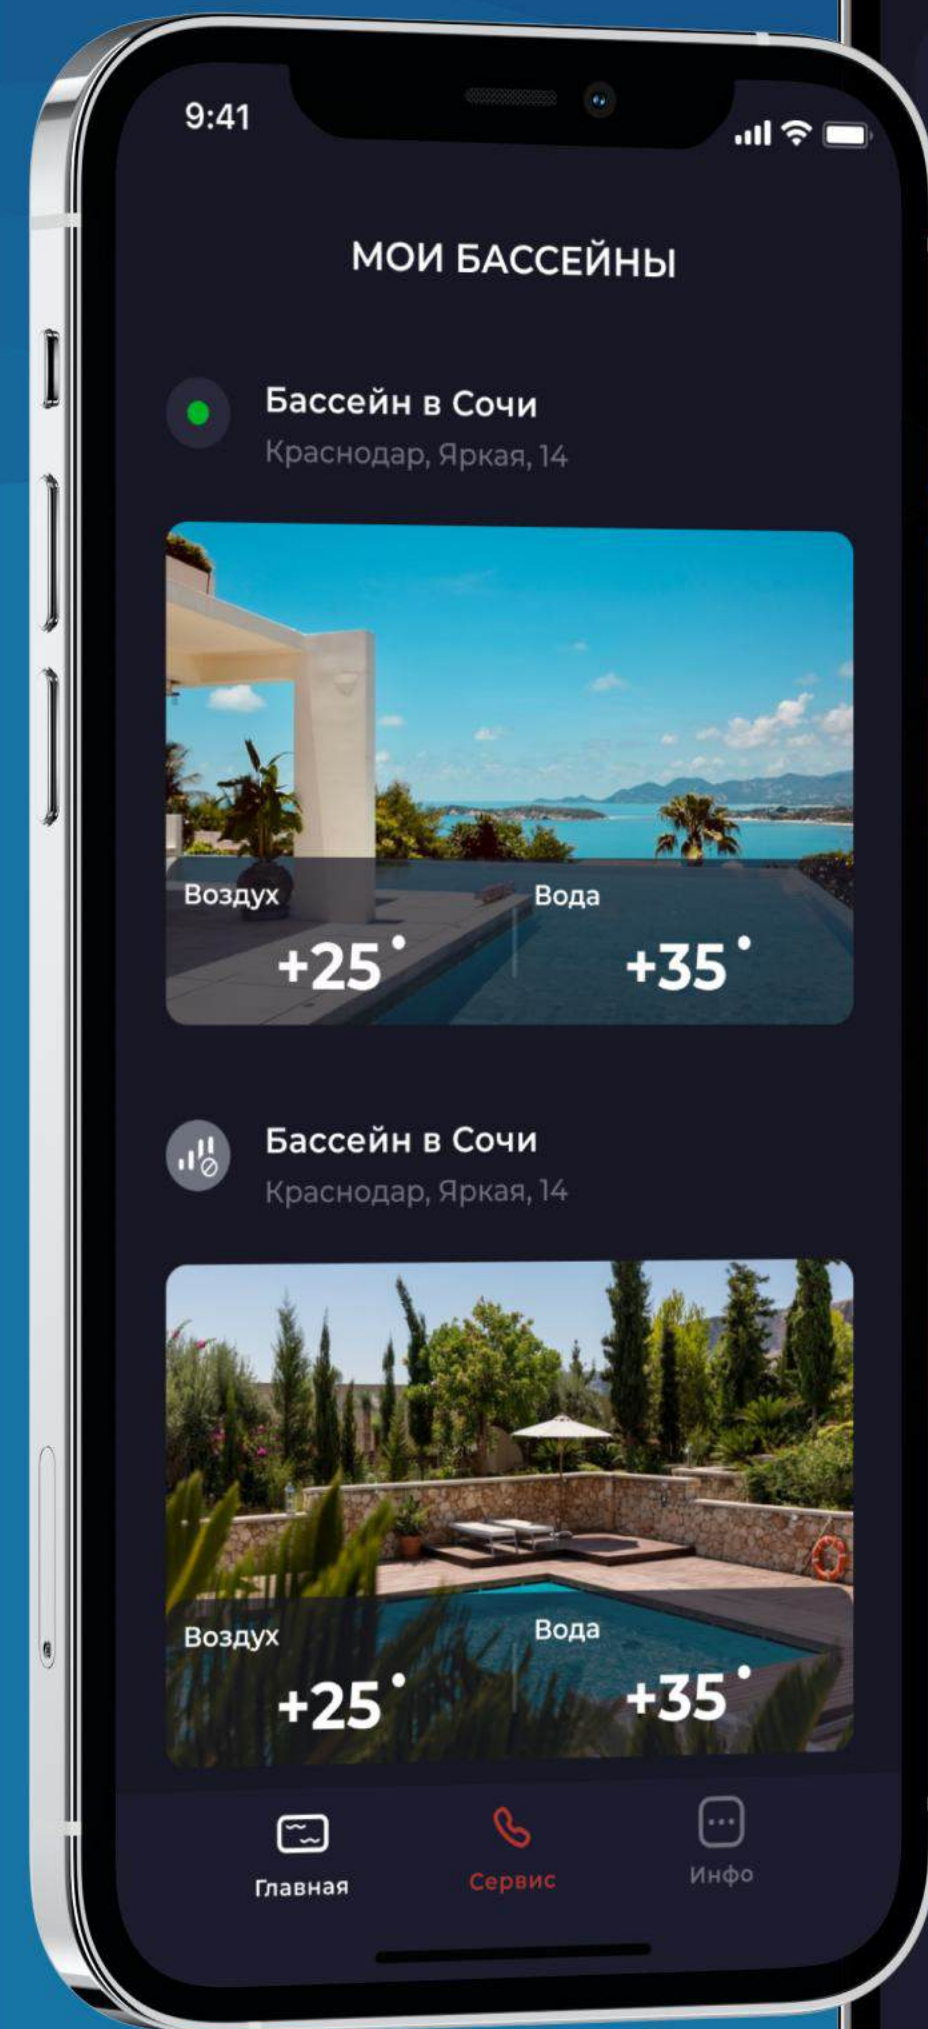 9:41
МОИ БАССЕЙНЫ
Бассейн в Сочи
Краснодар, Яркая, 14
Воздух Вода
+25° +35°
Бассейн в Сочи
Краснодар, Яркая, 14
Воздух Вода
+25° +35°
Главная Сервис Инфо